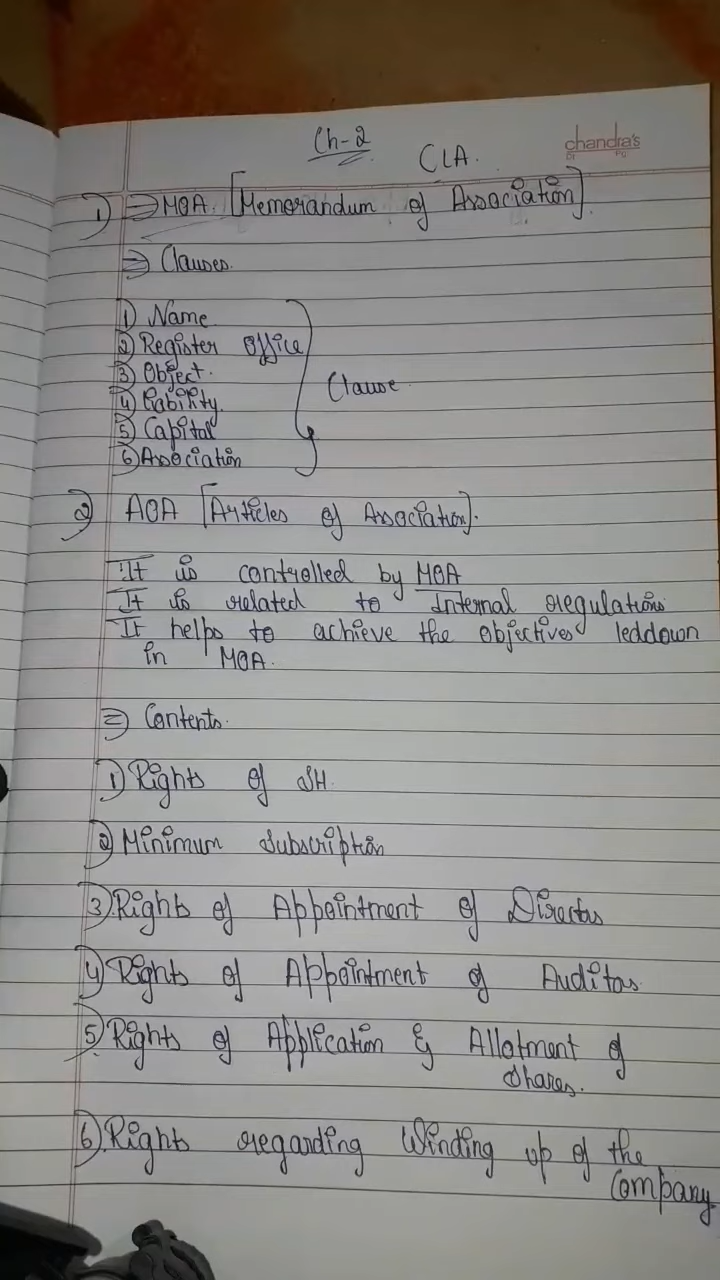 Ch-2
CLA.
chandra's
1) ⇒ MOA. [Memorandum of Association].
⇒ Clauses.
1) Name
2) Register office
3) Object.
4) Liability.
5) Capital
6) Association
Clause
2) AOA [Articles of Association].
It is controlled by MOA
It is related to Internal regulations
It helps to achieve the objectives leddown
in MOA.
⇒ Contents.
1) Rights of SH.
2) Minimum Subscription
3) Rights of Appointment of Directors
4) Rights of Appointment of Auditors.
5) Rights of Application & Allotment of
Shares.
6) Rights regarding Winding up of the
Company